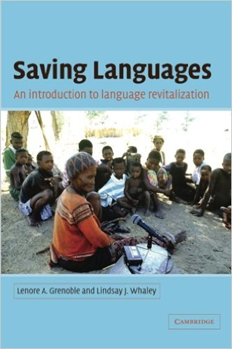 Saving Languages
An introduction to language revitalization
Lenore A. Grenoble and Lindsay J. Whaley
CAMBRIDGE